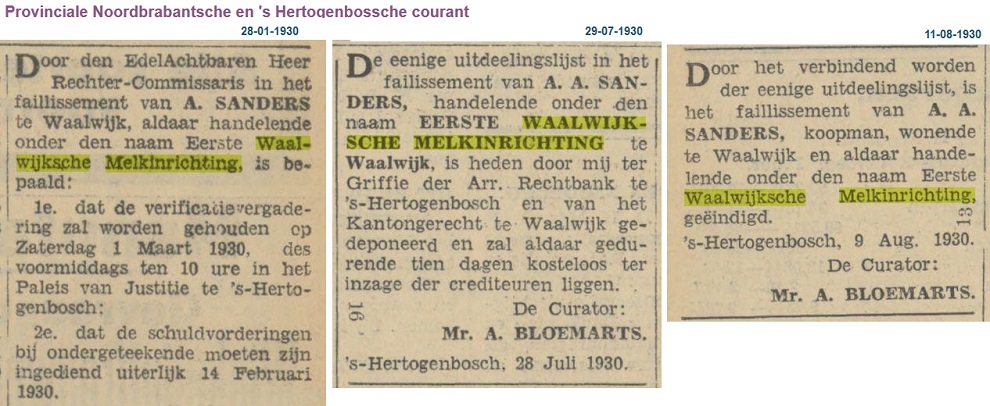 Provinciale Noordbrabantsche en 's Hertogenbossche courant
28-01-1930
Door den EdelAchtbaren Heer
Rechter-Commissaris in het
faillissement van A. SANDERS
te Waalwijk, aldaar handelende
onder den naam Eerste Waal-
wijksche Melkinrichting, is be-
paald:
1e. dat de verificatievergade-
ring zal worden gehouden op
Zaterdag 1 Maart 1930, des
voormiddags ten 10 ure in het
Paleis van Justitie te 's-Herto-
genbosch;
2e. dat de schuldvorderingen
bij ondergeteekende moeten zijn
ingediend uiterlijk 14 Februari
1930.
29-07-1930
De eenige uitdeelingslijst in het
faillissement van A. A. SAN-
DERS, handelende onder den
naam EERSTE WAALWIJK-
SCHE MELKINRICHTING te
Waalwijk, is heden door mij ter
Griffie der Arr. Rechtbank te
's-Hertogenbosch en van het
Kantongerecht te Waalwijk ge-
deponeerd en zal aldaar gedu-
rende tien dagen kosteloos ter
inzage der crediteuren liggen.
De Curator:
16
Mr. A. BLOEMARTS.
's-Hertogenbosch, 28 Juli 1930.
11-08-1930
Door het verbindend worden
der eenige uitdeelingslijst, is
het faillissement van A. A.
SANDERS, koopman, wonende
te Waalwijk en aldaar hande-
lende onder den naam Eerste
Waalwijksche Melkinrichting,
geëindigd.
13
's-Hertogenbosch, 9 Aug. 1930.
De Curator:
Mr. A. BLOEMARTS.